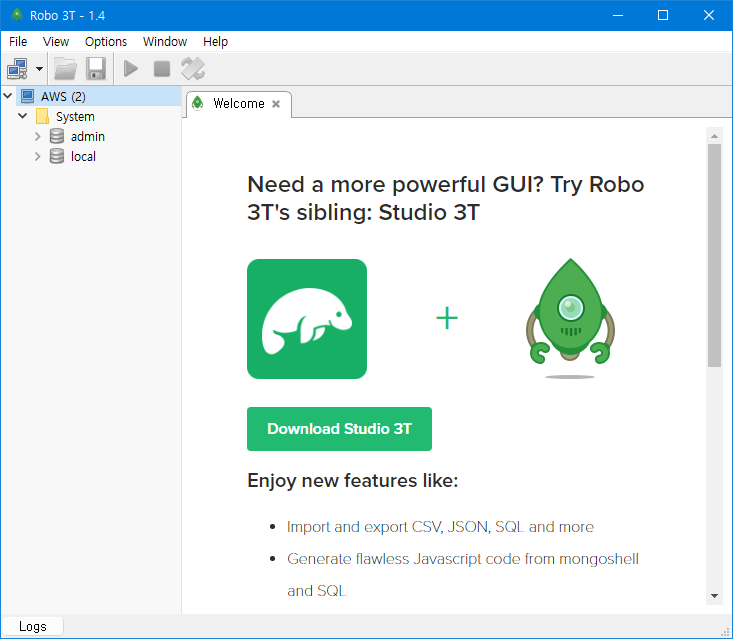 Robo 3T - 1.4
File View Options Window Help
AWS (2)
System
admin
local
Welcome
Need a more powerful GUI? Try Robo
3T's sibling: Studio 3T
Download Studio 3T
Enjoy new features like:
Import and export CSV, JSON, SQL and more
Generate flawless Javascript code from mongoshell
and SQL
Logs